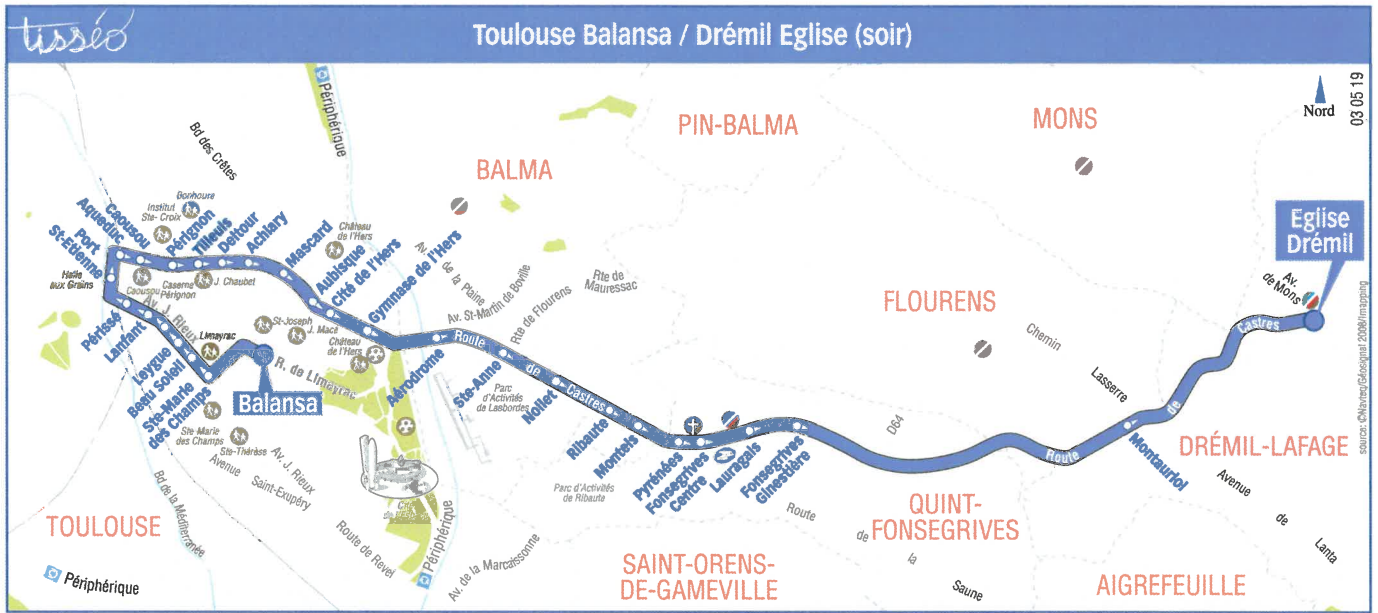 tisséo
Toulouse Balansa / Drémil Eglise (soir)
Nord
03 05 19
source: ©Navteq/Géosignal 2008/Imapping
PIN-BALMA
MONS
BALMA
FLOURENS
DRÉMIL-LAFAGE
QUINT-
FONSEGRIVES
SAINT-ORENS-
DE-GAMEVILLE
AIGREFEUILLE
TOULOUSE
Périphérique
Périphérique
Périphérique
Bd des Crêtes
Bonhoure
Institut
Ste-Croix
Port
St-Etienne
Aqueduc
Caousou
Pérignon
Tilleuls
Deltour
Achiary
Mascard
Aubisque
Cité de l'Hers
Gymnase de l'Hers
Château
de l'Hers
Halle
aux Grains
Caousou
Caserne
Pérignon
J. Chaubet
Av. J. Rieux
Limayrac
St-Joseph
J. Macé
Château
de l'Hers
R. de Limayrac
Périssé
Lanfant
Leygue
Beau Soleil
Ste-Marie
des Champs
Balansa
Ste Marie
des Champs
Ste-Thérèse
Av. J. Rieux
Avenue
Saint-Exupéry
Bd de la Méditerranée
Route de Revel
Av. de la Marcaissonne
Av.
de la Plaine
Av. St-Martin de Boville
Rte de Flourens
Rte de
Mauressac
Route
de
Castres
Aérodrome
Ste-Anne
Parc
d'Activités
de Lasbordes
Nollet
Ribaute
Montels
Parc d'Activités
de Ribaute
Pyrénées
Fonsegrives
Centre
Lauragais
Fonsegrives
Ginestière
D64
Chemin
Lasserre
Route
de
Castres
Montauriol
Route
de
la
Saune
Avenue
de
Lanta
Av.
de Mons
Eglise
Drémil